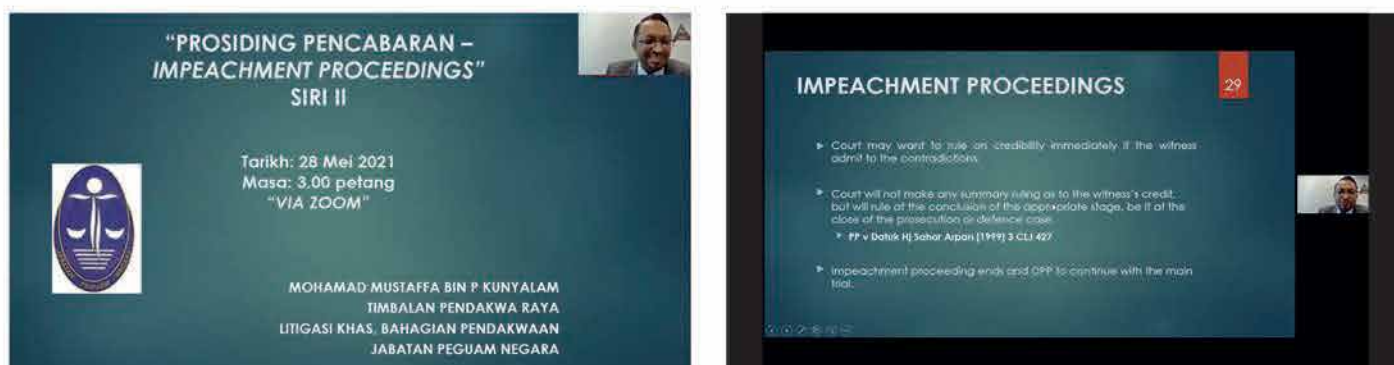 “PROSIDING PENCABARAN –
IMPEACHMENT PROCEEDINGS”
SIRI II
Tarikh: 28 Mei 2021
Masa: 3.00 petang
“VIA ZOOM”
MOHAMAD MUSTAFFA BIN P KUNYALAM
TIMBALAN PENDAKWA RAYA
LITIGASI KHAS, BAHAGIAN PENDAKWAAN
JABATAN PEGUAM NEGARA
IMPEACHMENT PROCEEDINGS
29
Court may want to rule on credibility immediately if the witness
admit to the contradictions.
Court will not make any summary ruling as to the witness's credit,
but will rule at the conclusion of the appropriate stage, be it at the
close of the prosecution or defence case.
PP v Datuk Hj Sahar Arpan [1999] 3 CLJ 427
Impeachment proceeding ends and DPP to continue with the main
trial.